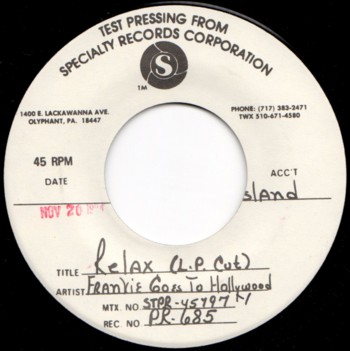 TEST PRESSING FROM
SPECIALTY RECORDS CORPORATION
S
TM
1400 E. LACKAWANNA AVE.
OLYPHANT, PA. 18447
PHONE: (717) 383-2471
TWX 510-671-4580
45 RPM
ACC'T
DATE
NOV 20
Island
TITLE Relax (L.P. Cut)
ARTIST FRANKIE GOES TO Hollywood
MTX. NO. STPR-45797
REC. NO. PR-685